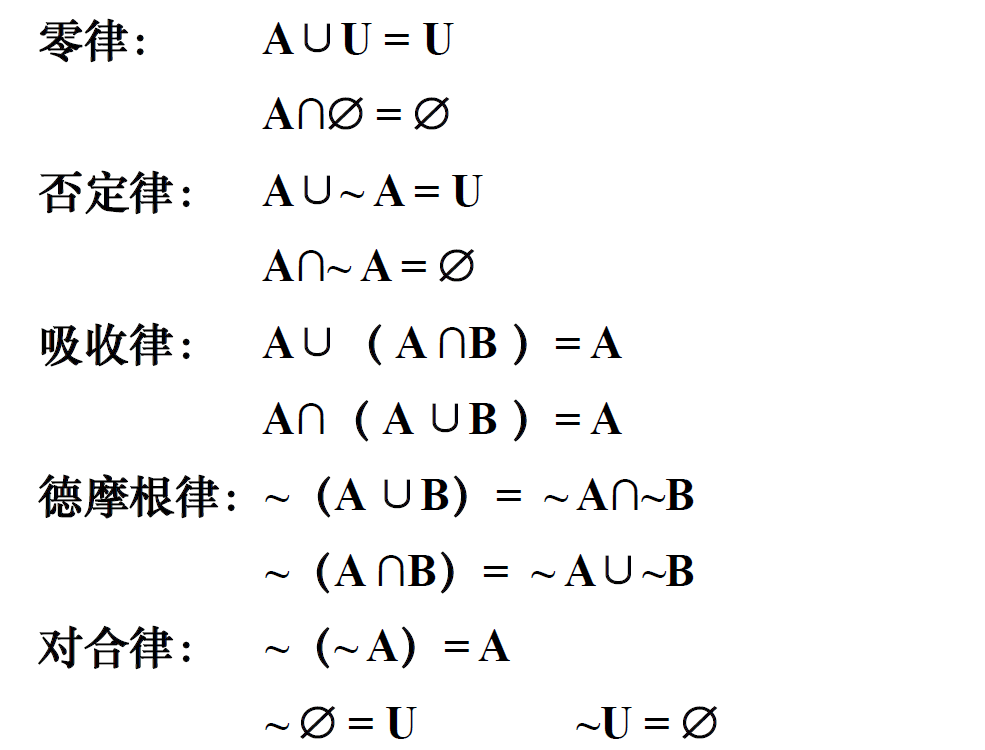 零律： A∪U = U
A∩∅ = ∅
否定律： A∪~A = U
A∩~A = ∅
吸收律： A∪（A∩B）= A
A∩（A∪B）= A
德摩根律：~（A∪B）= ~A∩~B
~（A∩B）= ~A∪~B
对合律： ~（~A）= A
~∅ = U ~U = ∅